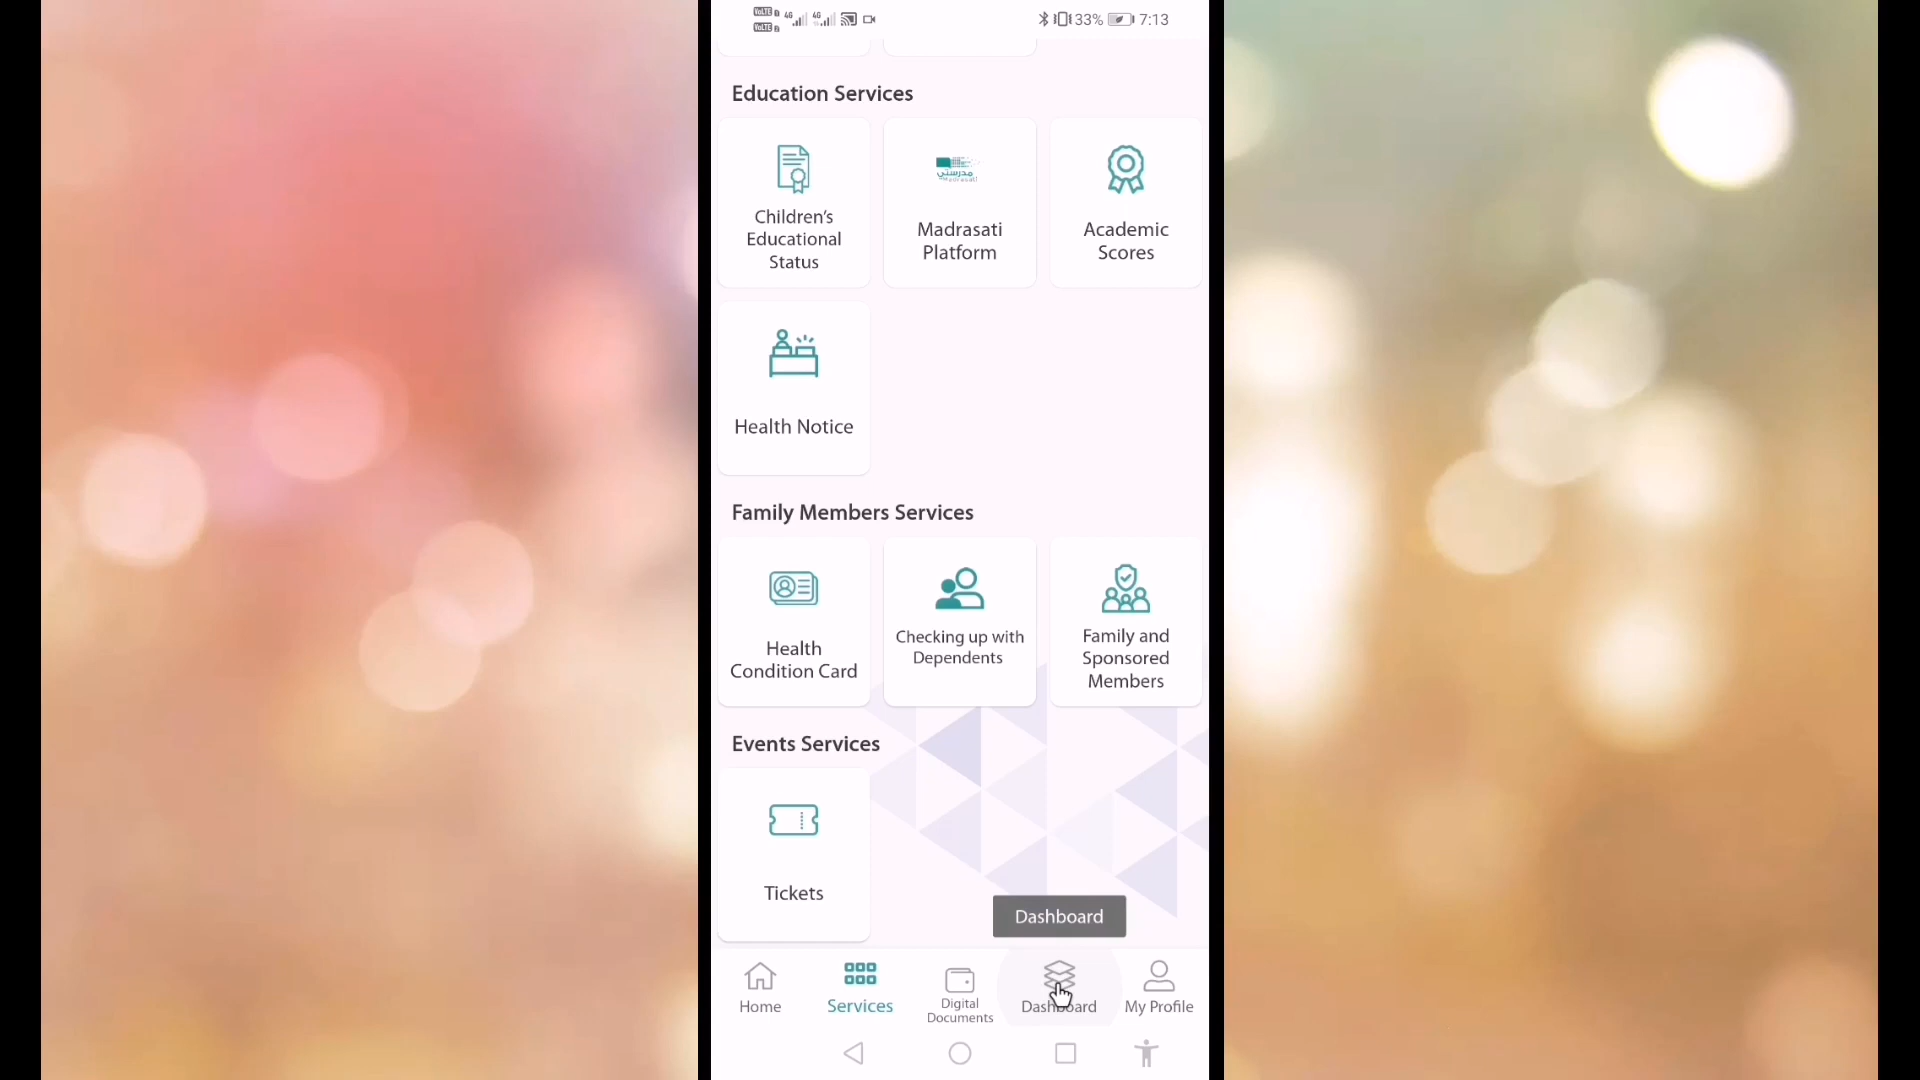 33% 7:13
Education Services
Children's
Educational
Status
مدرستي
Madrasati
Madrasati
Platform
Academic
Scores
Health Notice
Family Members Services
Health
Condition Card
Checking up with
Dependents
Family and
Sponsored
Members
Events Services
Tickets
Dashboard
Home
Services
Digital
Documents
Dashboard
My Profile